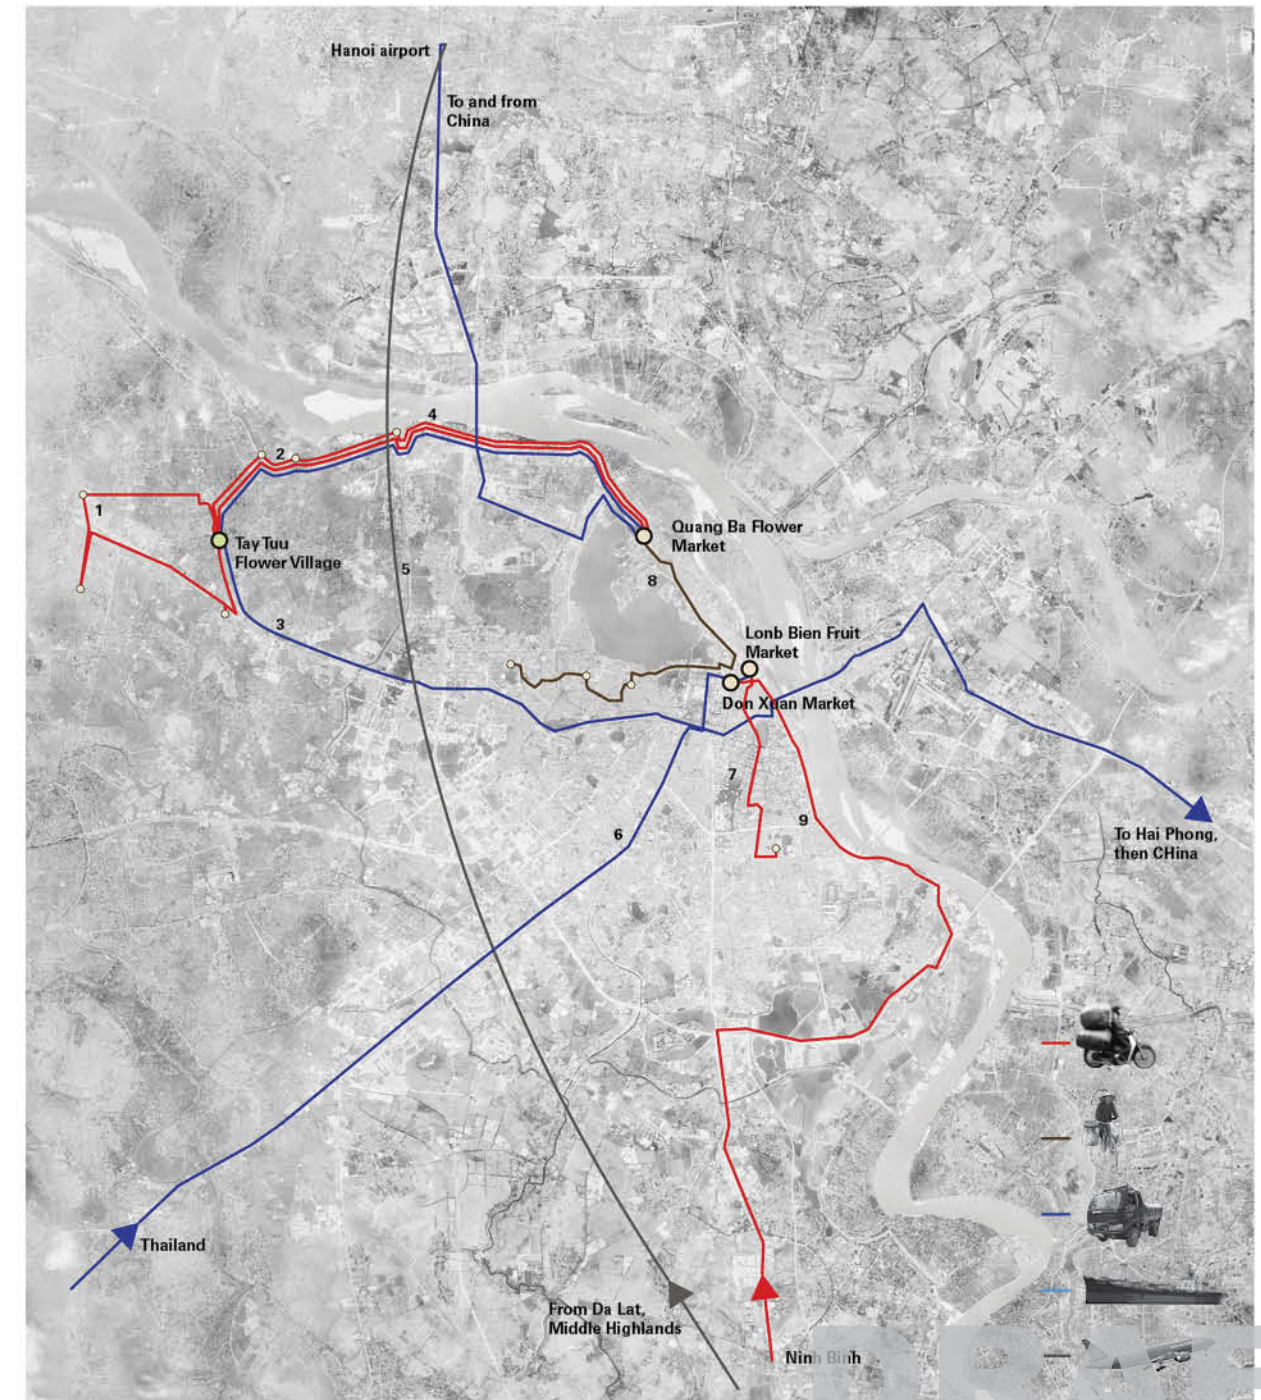 Hanoi airport
To and from
China
4
2
1
Quang Ba Flower
Market
Tay Tuu
Flower Village
5
8
3
Lonb Bien Fruit
Market
Don Xuan Market
7
6
9
To Hai Phong,
then CHina
Thailand
From Da Lat,
Middle Highlands
Ninh Binh